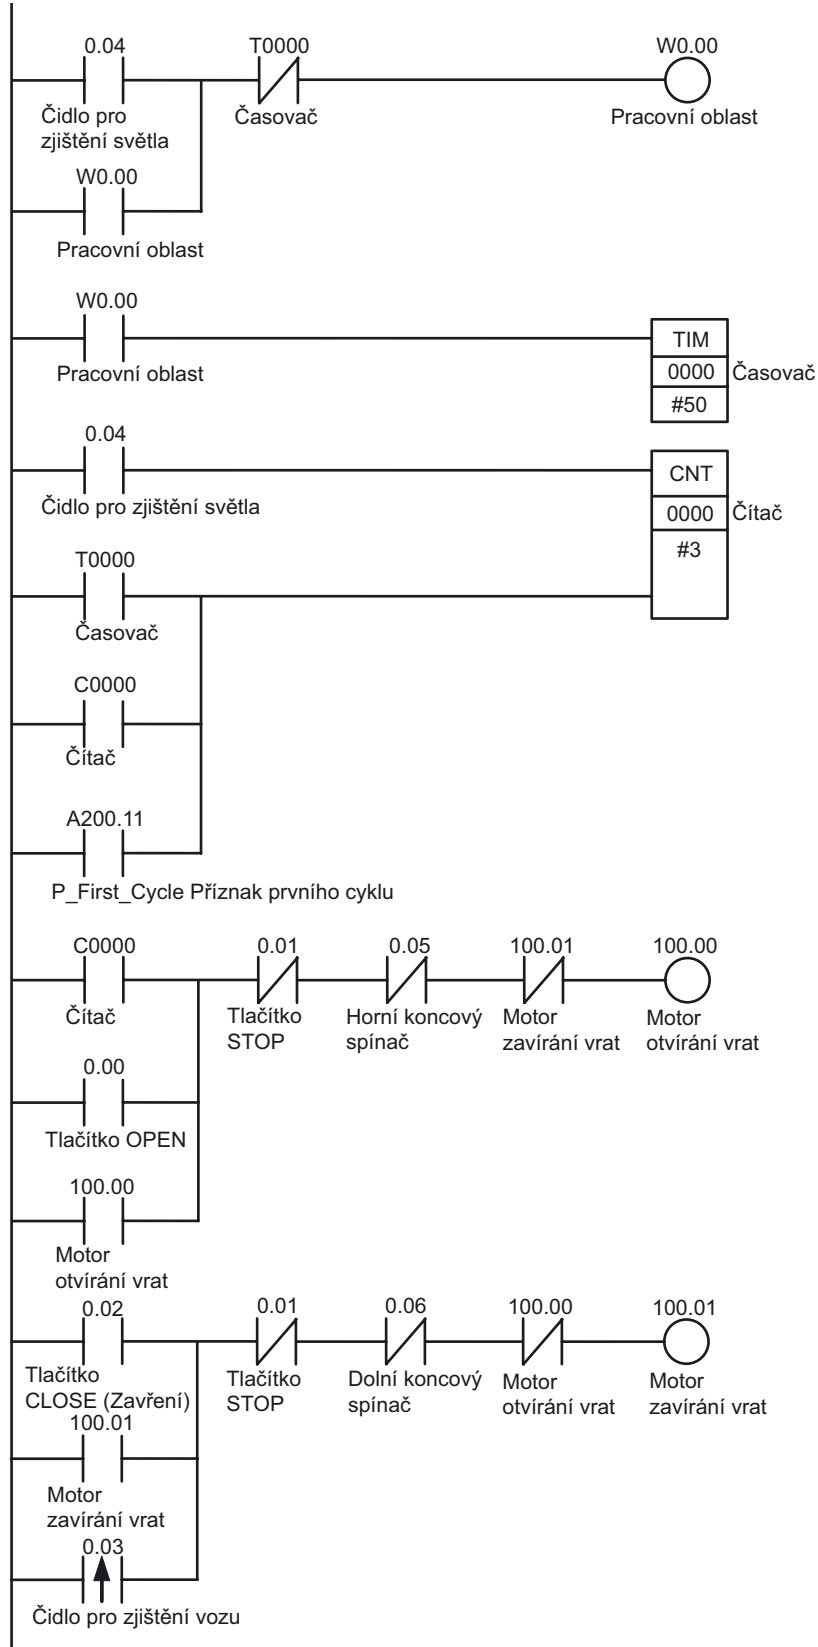 0.04 T0000 W0.00
Čidlo pro
zjištění světla
Časovač
Pracovní oblast
W0.00
Pracovní oblast
W0.00
Pracovní oblast
TIM
0000 Časovač
#50
0.04
Čidlo pro zjištění světla
CNT
0000 Čítač
#3
T0000
Časovač
C0000
Čítač
A200.11
P_First_Cycle Příznak prvního cyklu
C0000 0.01 0.05 100.01 100.00
Čítač
Tlačítko
STOP
Horní koncový
spínač
Motor
zavírání vrat
Motor
otvírání vrat
0.00
Tlačítko OPEN
100.00
Motor
otvírání vrat
0.02 0.01 0.06 100.00 100.01
Tlačítko
CLOSE (Zavření)
Tlačítko
STOP
Dolní koncový
spínač
Motor
otvírání vrat
Motor
zavírání vrat
100.01
Motor
zavírání vrat
0.03
Čidlo pro zjištění vozu